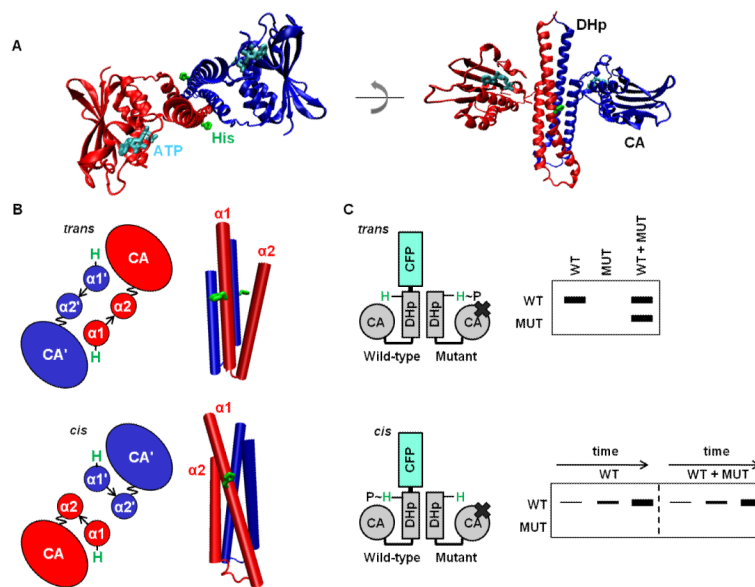 A
DHp
His
ATP
CA
B
trans
H
CA
α1'
α2'
α2
α1
CA'
H
α1
α2
cis
CA'
H
α1'
α2
α2'
α1
CA
H
α1
α2
C
trans
CFP
H
H~P
DHp
DHp
CA
CA
Wild-type
Mutant
WT
MUT
WT + MUT
WT
MUT
cis
CFP
P~H
H
DHp
DHp
CA
CA
Wild-type
Mutant
time
time
WT
WT + MUT
WT
MUT